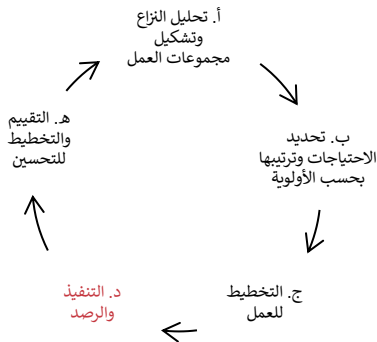 أ. تحليل النزاع
وتشكيل
مجموعات العمل
ب. تحديد
الاحتياجات وترتيبها
بحسب الأولوية
ج. التخطيط
للعمل
د. التنفيذ
والرصد
هـ. التقييم
والتخطيط
للتحسين